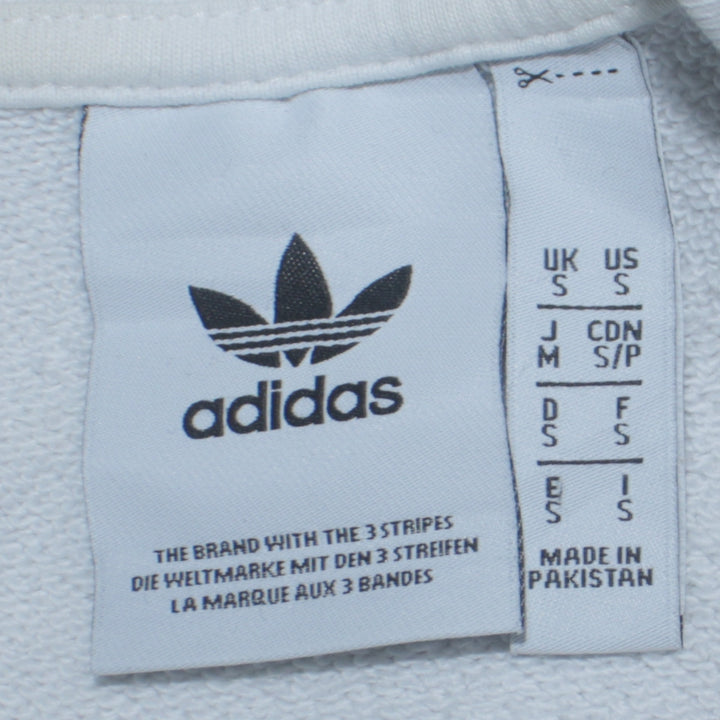 adidas
THE BRAND WITH THE 3 STRIPES
DIE WELTMARKE MIT DEN 3 STREIFEN
LA MARQUE AUX 3 BANDES
UK US
S S
J CDN
M S/P
D F
S S
E I
S S
MADE IN
PAKISTAN